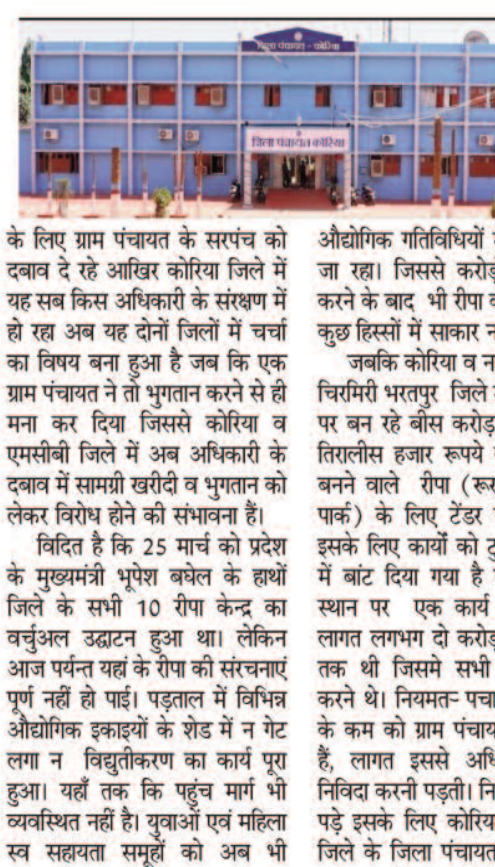 जिला पंचायत - कोरिया
जिला पंचायत कोरिया
के लिए ग्राम पंचायत के सरपंच को
दबाव दे रहे आखिर कोरिया जिले में
यह सब किस अधिकारी के संरक्षण में
हो रहा अब यह दोनों जिलों में चर्चा
का विषय बना हुआ है जब कि एक
ग्राम पंचायत ने तो भुगतान करने से ही
मना कर दिया जिससे कोरिया व
एमसीबी जिले में अब अधिकारी के
दबाव में सामग्री खरीदी व भुगतान को
लेकर विरोध होने की संभावना हैं।
विदित है कि 25 मार्च को प्रदेश
के मुख्यमंत्री भूपेश बघेल के हाथों
जिले के सभी 10 रीपा केन्द्र का
वर्चुअल उद्घाटन हुआ था। लेकिन
आज पर्यन्त यहां के रीपा की संरचनाएं
पूर्ण नहीं हो पाई। पड़ताल में विभिन्न
औद्योगिक इकाइयों के शेड में न गेट
लगा न विद्युतीकरण का कार्य पूरा
हुआ। यहाँ तक कि पहुंच मार्ग भी
व्यवस्थित नहीं है। युवाओं एवं महिला
स्व सहायता समूहों को अब भी
औद्योगिक गतिविधियों
जा रहा। जिससे करोड़
करने के बाद भी रीपा
कुछ हिस्सों में साकार
जबकि कोरिया व
चिरमिरी भरतपुर जिले
पर बन रहे बीस करोड़
तिरालीस हजार रूपये
बनने वाले रीपा
पार्क) के लिए टेंडर
इसके लिए कार्यों को
में बांट दिया गया है
स्थान पर एक कार्य
लागत लगभग दो करोड़
तक थी जिसमे सभी
करने थे। नियमत-
के कम को ग्राम
हैं, लागत इससे
निविदा करनी पड़ती।
पड़े इसके लिए कोरिया
जिले के जिला पंचायत